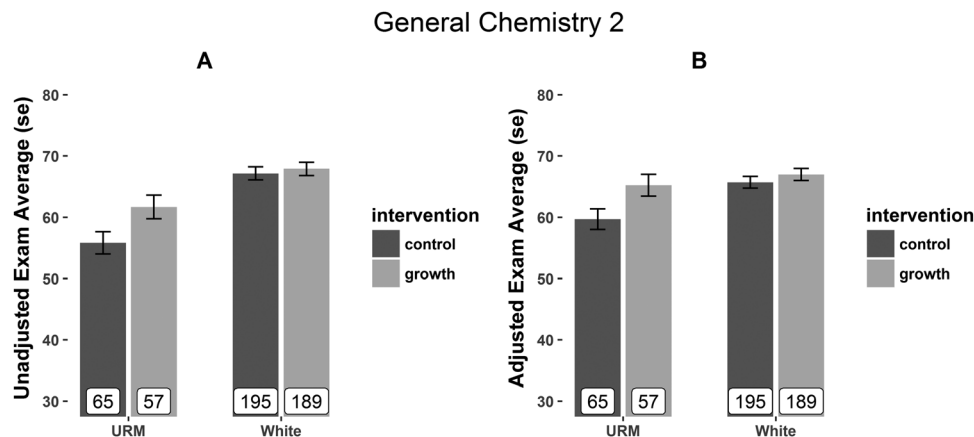 General Chemistry 2
A
Unadjusted Exam Average (se)
80
70
60
50
40
30
65
57
195
189
URM
White
intervention
control
growth
B
Adjusted Exam Average (se)
80
70
60
50
40
30
65
57
195
189
URM
White
intervention
control
growth